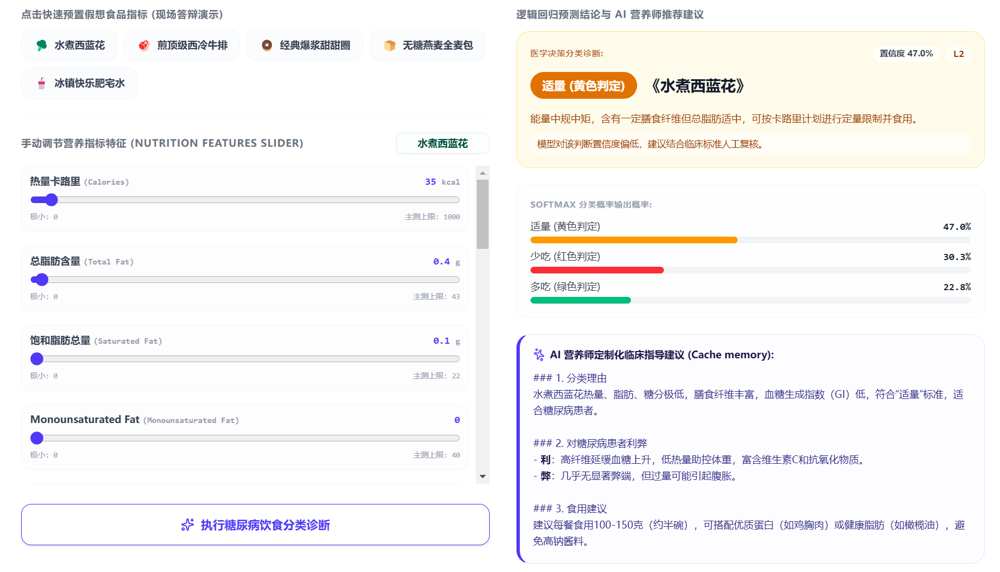 点击快速预置假想食品指标 (现场答辩演示)
水煮西蓝花
煎顶级西冷牛排
经典爆浆甜甜圈
无糖燕麦全麦包
冰镇快乐肥宅水
手动调节营养指标特征 (NUTRITION FEATURES SLIDER)
水煮西蓝花
热量卡路里 (Calories)
35 kcal
极小: 0
主测上限: 1000
总脂肪含量 (Total Fat)
0.4 g
极小: 0
主测上限: 43
饱和脂肪总量 (Saturated Fat)
0.1 g
极小: 0
主测上限: 22
Monounsaturated Fat (Monounsaturated Fat)
0
极小: 0
主测上限: 40
执行糖尿病饮食分类诊断
逻辑回归预测结论与 AI 营养师推荐建议
医学决策分类诊断:
置信度 47.0%
L2
适量 (黄色判定)
《水煮西蓝花》
能量中规中矩，含有一定膳食纤维但总脂肪适中，可按卡路里计划进行定量限制并食用。
模型对该判断置信度偏低，建议结合临床标准人工复核。
SOFTMAX 分类概率输出概率:
适量 (黄色判定)
47.0%
少吃 (红色判定)
30.3%
多吃 (绿色判定)
22.8%
AI 营养师定制化临床指导建议 (Cache memory):
### 1. 分类理由
水煮西蓝花热量、脂肪、糖分极低，膳食纤维丰富，血糖生成指数（GI）低，符合“适量”标准，适
合糖尿病患者。
### 2. 对糖尿病患者利弊
- 利：高纤维延缓血糖上升，低热量助控体重，富含维生素C和抗氧化物质。
- 弊：几乎无显著弊端，但过量可能引起腹胀。
### 3. 食用建议
建议每餐食用100-150克（约半碗），可搭配优质蛋白（如鸡胸肉）或健康脂肪（如橄榄油），避
免高钠酱料。